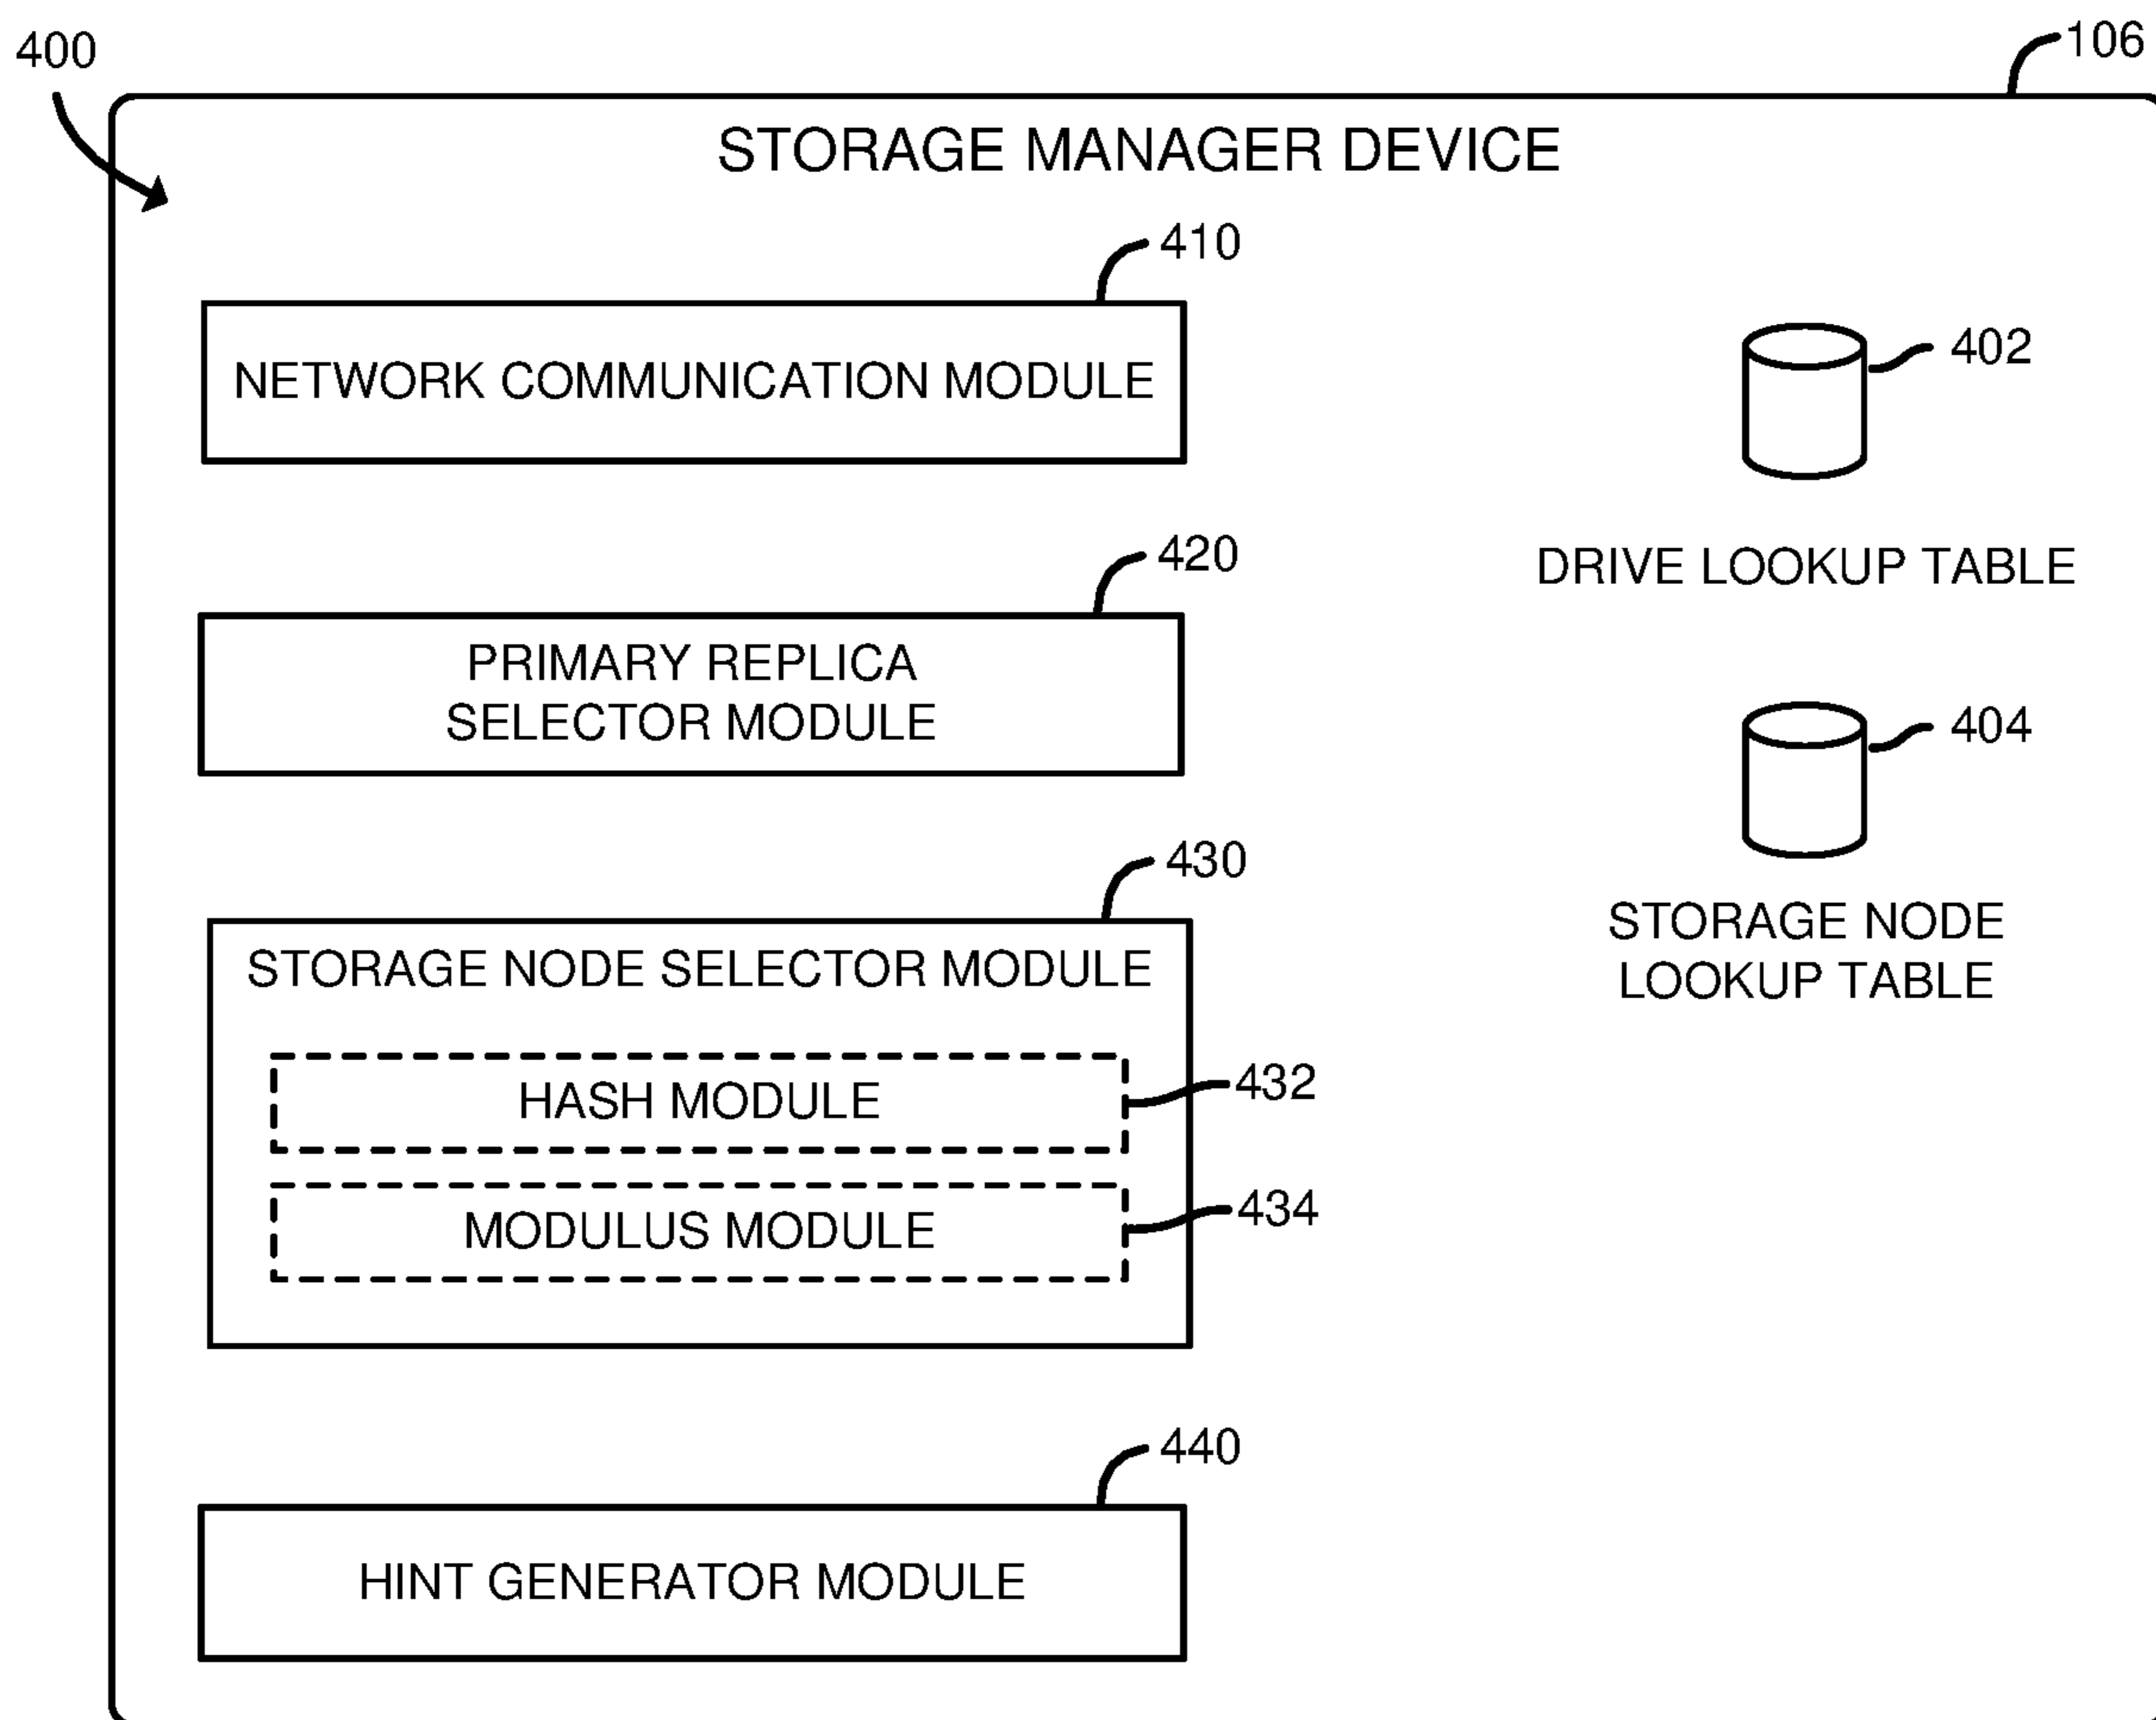 400
106
STORAGE MANAGER DEVICE
410
NETWORK COMMUNICATION MODULE
402
DRIVE LOOKUP TABLE
420
PRIMARY REPLICA
SELECTOR MODULE
404
STORAGE NODE
LOOKUP TABLE
430
STORAGE NODE SELECTOR MODULE
HASH MODULE
432
MODULUS MODULE
434
440
HINT GENERATOR MODULE